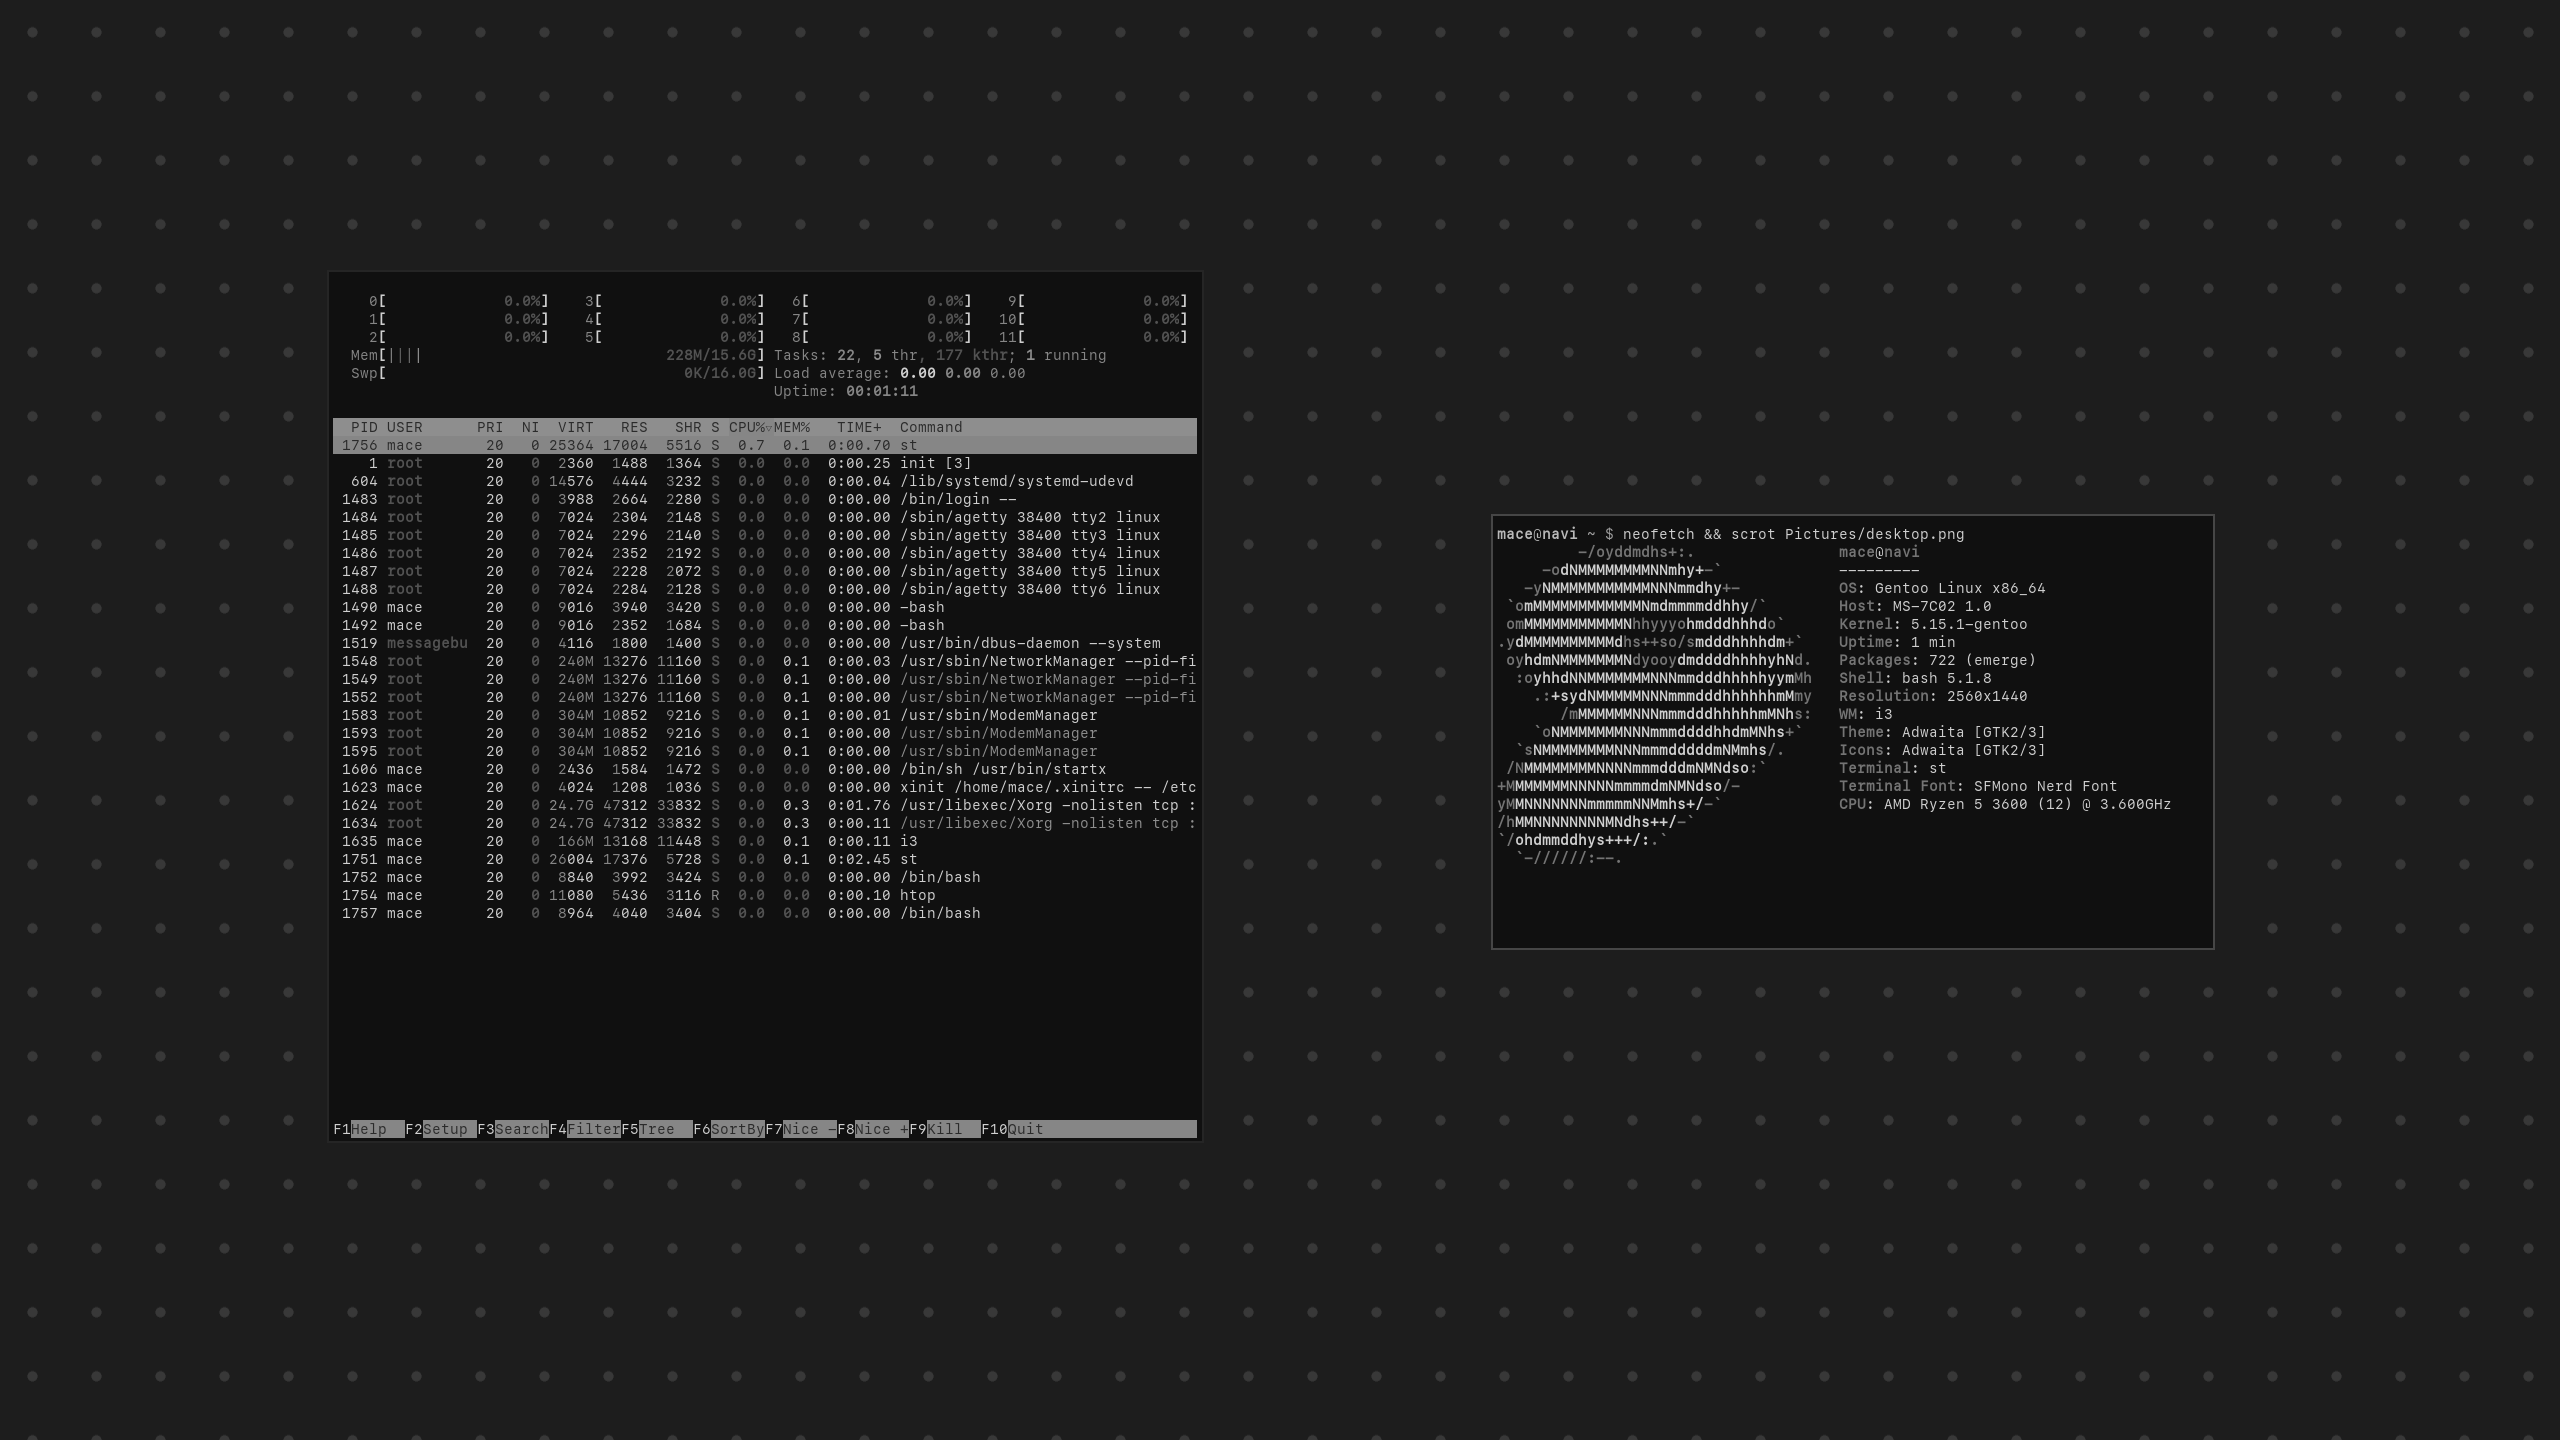 0[ 0.0%] 3[ 0.0%] 6[ 0.0%] 9[ 0.0%]
1[ 0.0%] 4[ 0.0%] 7[ 0.0%] 10[ 0.0%]
2[ 0.0%] 5[ 0.0%] 8[ 0.0%] 11[ 0.0%]
Mem[|||| 228M/15.6G] Tasks: 22, 5 thr, 177 kthr; 1 running
Swp[ 0K/16.0G] Load average: 0.00 0.00 0.00
Uptime: 00:01:11
PID USER PRI NI VIRT RES SHR S CPU%▽MEM% TIME+ Command
1756 mace 20 0 25364 17004 5516 S 0.7 0.1 0:00.70 st
1 root 20 0 2360 1488 1364 S 0.0 0.0 0:00.25 init [3]
604 root 20 0 14576 4444 3232 S 0.0 0.0 0:00.04 /lib/systemd/systemd-udevd
1483 root 20 0 3988 2664 2280 S 0.0 0.0 0:00.00 /bin/login --
1484 root 20 0 7024 2304 2148 S 0.0 0.0 0:00.00 /sbin/agetty 38400 tty2 linux
1485 root 20 0 7024 2296 2140 S 0.0 0.0 0:00.00 /sbin/agetty 38400 tty3 linux
1486 root 20 0 7024 2352 2192 S 0.0 0.0 0:00.00 /sbin/agetty 38400 tty4 linux
1487 root 20 0 7024 2228 2072 S 0.0 0.0 0:00.00 /sbin/agetty 38400 tty5 linux
1488 root 20 0 7024 2284 2128 S 0.0 0.0 0:00.00 /sbin/agetty 38400 tty6 linux
1490 mace 20 0 9016 3940 3420 S 0.0 0.0 0:00.00 -bash
1492 mace 20 0 9016 2352 1684 S 0.0 0.0 0:00.00 -bash
1519 messagebu 20 0 4116 1800 1400 S 0.0 0.0 0:00.00 /usr/bin/dbus-daemon --system
1548 root 20 0 240M 13276 11160 S 0.0 0.1 0:00.03 /usr/sbin/NetworkManager --pid-fi
1549 root 20 0 240M 13276 11160 S 0.0 0.1 0:00.00 /usr/sbin/NetworkManager --pid-fi
1552 root 20 0 240M 13276 11160 S 0.0 0.1 0:00.00 /usr/sbin/NetworkManager --pid-fi
1583 root 20 0 304M 10852 9216 S 0.0 0.1 0:00.01 /usr/sbin/ModemManager
1593 root 20 0 304M 10852 9216 S 0.0 0.1 0:00.00 /usr/sbin/ModemManager
1595 root 20 0 304M 10852 9216 S 0.0 0.1 0:00.00 /usr/sbin/ModemManager
1606 mace 20 0 2436 1584 1472 S 0.0 0.0 0:00.00 /bin/sh /usr/bin/startx
1623 mace 20 0 4024 1208 1036 S 0.0 0.0 0:00.00 xinit /home/mace/.xinitrc -- /etc
1624 root 20 0 24.7G 47312 33832 S 0.0 0.3 0:01.76 /usr/libexec/Xorg -nolisten tcp :
1634 root 20 0 24.7G 47312 33832 S 0.0 0.3 0:00.11 /usr/libexec/Xorg -nolisten tcp :
1635 mace 20 0 166M 13168 11448 S 0.0 0.1 0:00.11 i3
1751 mace 20 0 26004 17376 5728 S 0.0 0.1 0:02.45 st
1752 mace 20 0 8840 3992 3424 S 0.0 0.0 0:00.00 /bin/bash
1754 mace 20 0 11080 5436 3116 R 0.0 0.0 0:00.10 htop
1757 mace 20 0 8964 4040 3404 S 0.0 0.0 0:00.00 /bin/bash
F1Help F2Setup F3SearchF4FilterF5Tree F6SortByF7Nice -F8Nice +F9Kill F10Quit
mace@navi ~ $ neofetch && scrot Pictures/desktop.png
-/oyddmdhs+:. mace@navi
-odNMMMMMMMMNNmhy+-` ---------
-yNMMMMMMMMMMMNNNmmdhy+- OS: Gentoo Linux x86_64
`omMMMMMMMMMMMMNmdmmmmddhhy/` Host: MS-7C02 1.0
omMMMMMMMMMMMNhhyyyohmdddhhhdo` Kernel: 5.15.1-gentoo
.ydMMMMMMMMMMdhs++so/smdddhhhhdm+` Uptime: 1 min
oyhdmNMMMMMMMNdyooydmddddhhhhyhNd. Packages: 722 (emerge)
:oyhhdNNMMMMMMMNNNmmdddhhhhhyymMh Shell: bash 5.1.8
.:+sydNMMMMMNNNmmmdddhhhhhhmMmy Resolution: 2560x1440
/mMMMMMMNNNmmmdddhhhhhmMNhs: WM: i3
`oNMMMMMMMNNNmmmddddhhdmMNhs+` Theme: Adwaita [GTK2/3]
`sNMMMMMMMMNNNmmmdddddmNMmhs/. Icons: Adwaita [GTK2/3]
/NMMMMMMMMNNNNmmmdddmNMNdso:` Terminal: st
+MMMMMMMNNNNNmmmmdmNMNdso/- Terminal Font: SFMono Nerd Font
yMMNNNNNNNmmmmmNNMmhs+/-` CPU: AMD Ryzen 5 3600 (12) @ 3.600GHz
/hMMNNNNNNNNMNdhs++/-`
`/ohdmmddhys+++/:.`
`-//////:--.